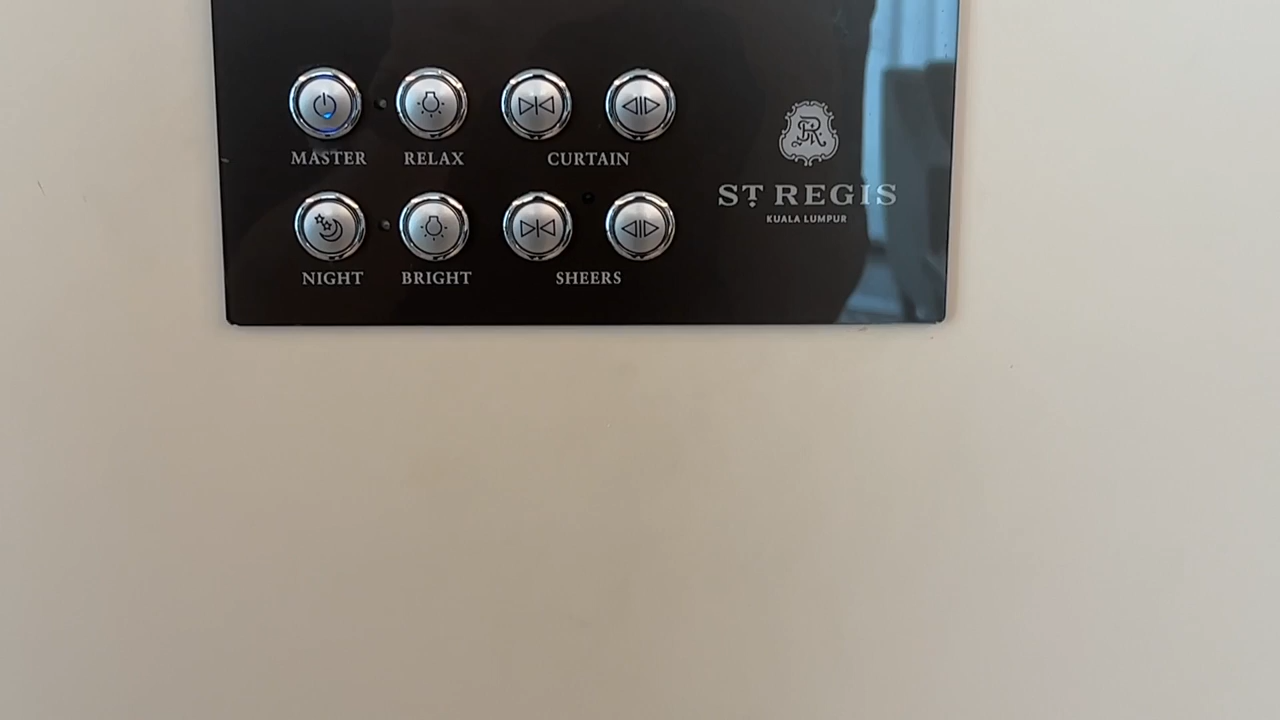 MASTER RELAX CURTAIN
ST REGIS
KUALA LUMPUR
NIGHT BRIGHT SHEERS